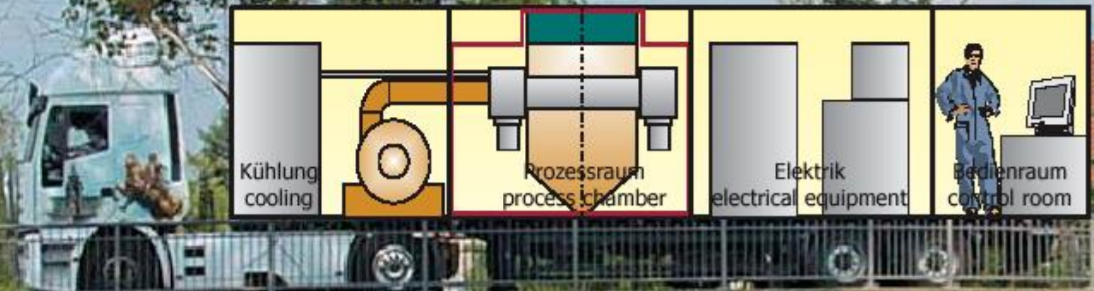 Kühlung
cooling
Prozessraum
process chamber
Elektrik
electrical equipment
Bedienraum
control room